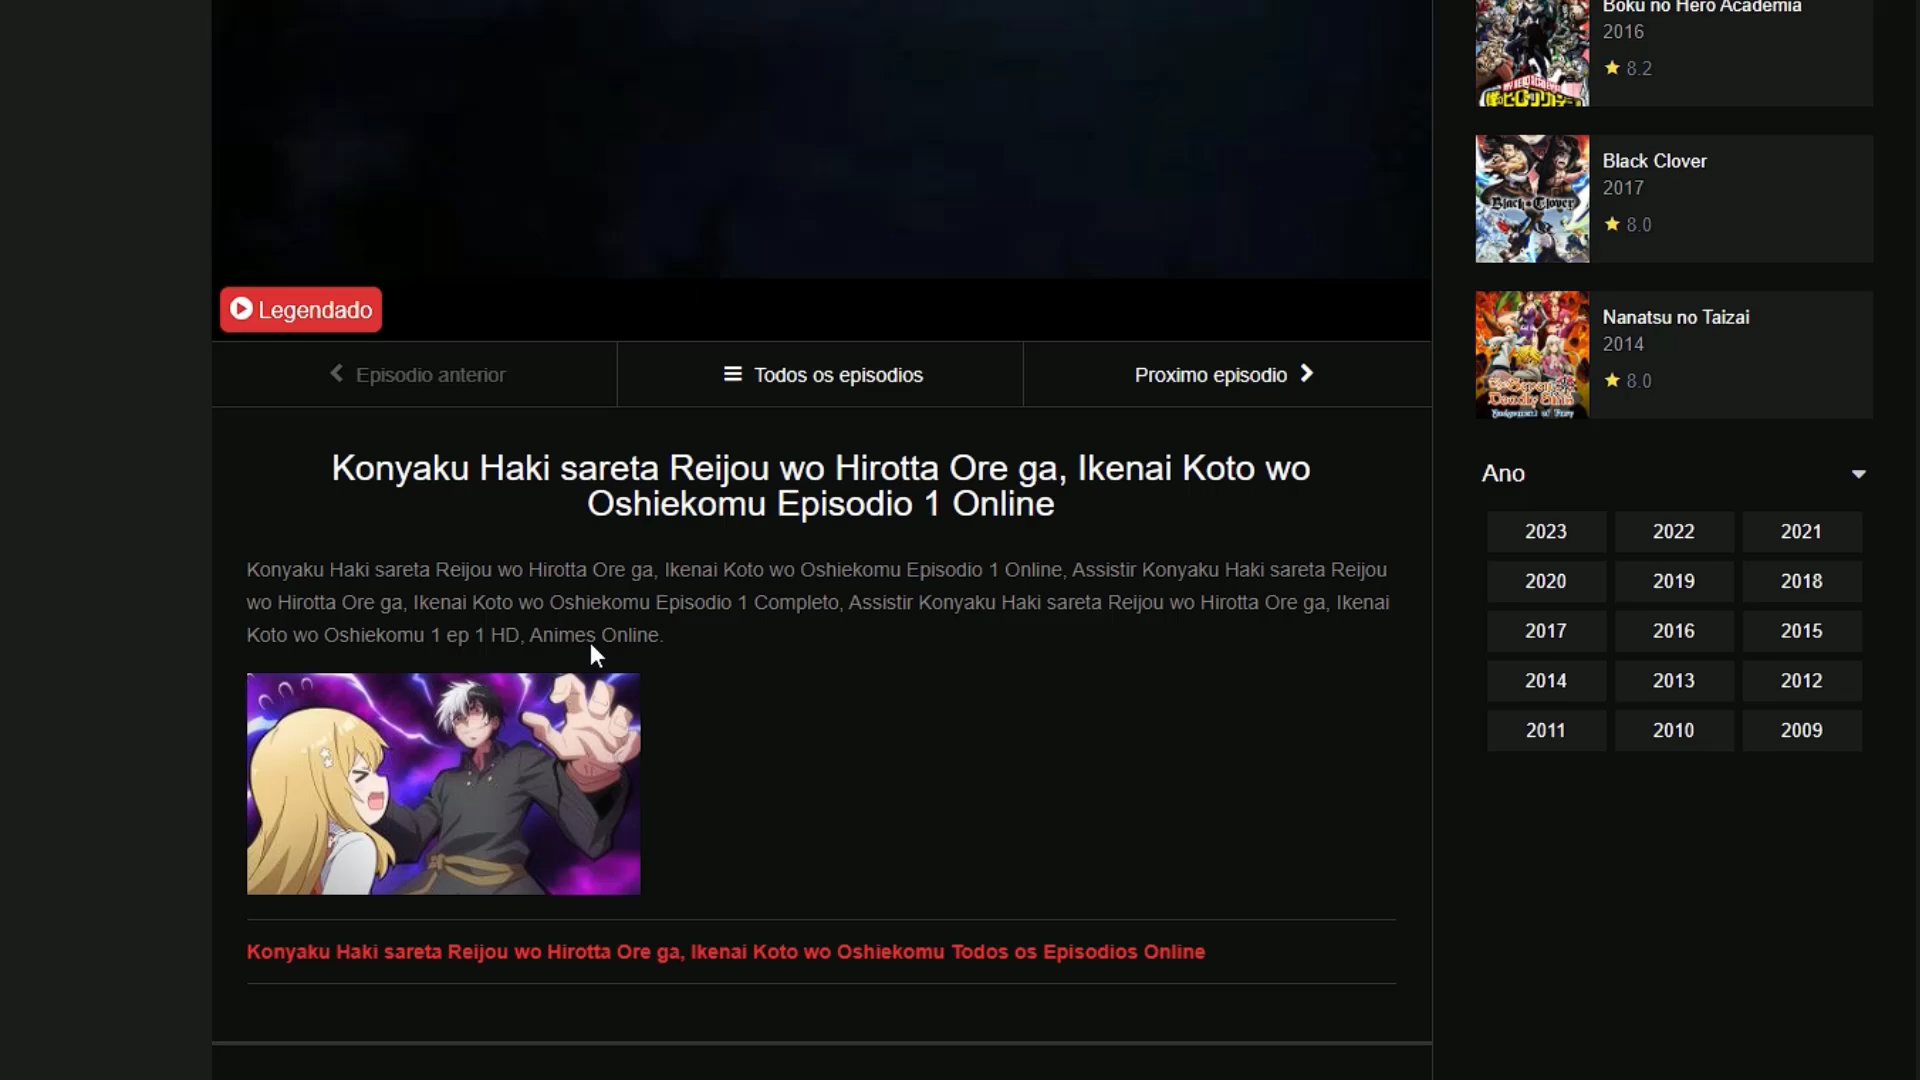 Legendado
Episodio anterior
Todos os episodios
Proximo episodio
Konyaku Haki sareta Reijou wo Hirotta Ore ga, Ikenai Koto wo
Oshiekomu Episodio 1 Online
Konyaku Haki sareta Reijou wo Hirotta Ore ga, Ikenai Koto wo Oshiekomu Episodio 1 Online, Assistir Konyaku Haki sareta Reijou
wo Hirotta Ore ga, Ikenai Koto wo Oshiekomu Episodio 1 Completo, Assistir Konyaku Haki sareta Reijou wo Hirotta Ore ga, Ikenai
Koto wo Oshiekomu 1 ep 1 HD, Animes Online.
Konyaku Haki sareta Reijou wo Hirotta Ore ga, Ikenai Koto wo Oshiekomu Todos os Episodios Online
Boku no Hero Academia
2016
8.2
Black Clover
Black Clover
2017
8.0
The Seven
Deadly Sins
Nanatsu no Taizai
2014
8.0
Ano
2023 2022 2021
2020 2019 2018
2017 2016 2015
2014 2013 2012
2011 2010 2009